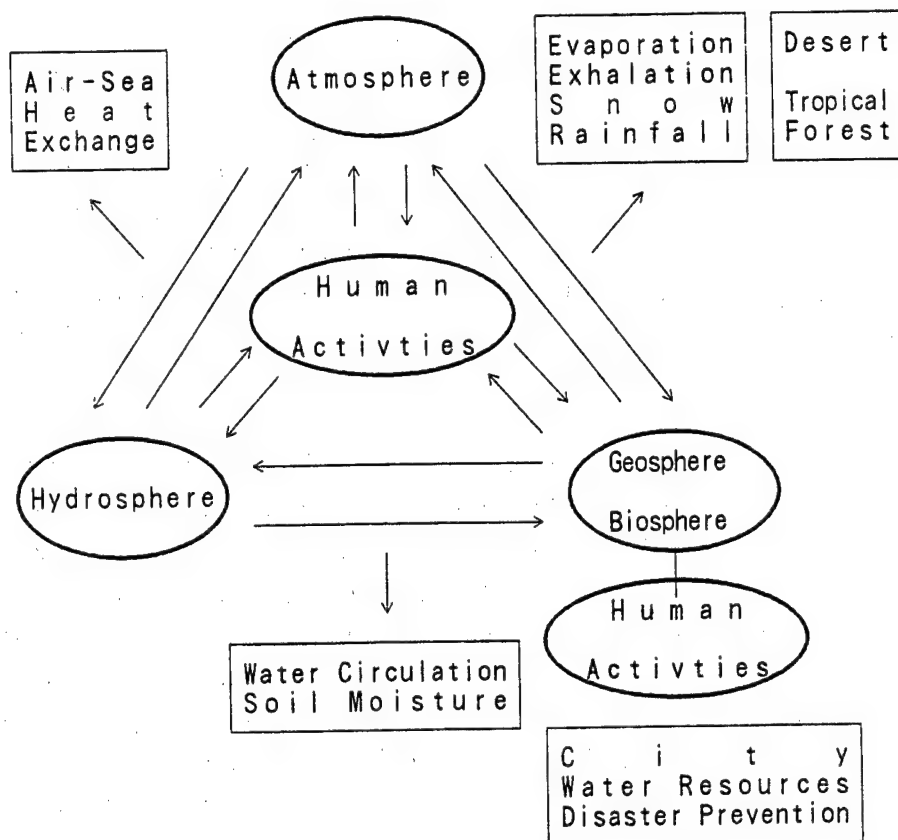 Air-Sea
Heat
Exchange
Atmosphere
Evaporation
Exhalation
Snow
Rainfall
Desert
Tropical
Forest
Human
Activties
Hydrosphere
Geosphere
Biosphere
Human
Activties
Water Circulation
Soil Moisture
City
Water Resources
Disaster Prevention